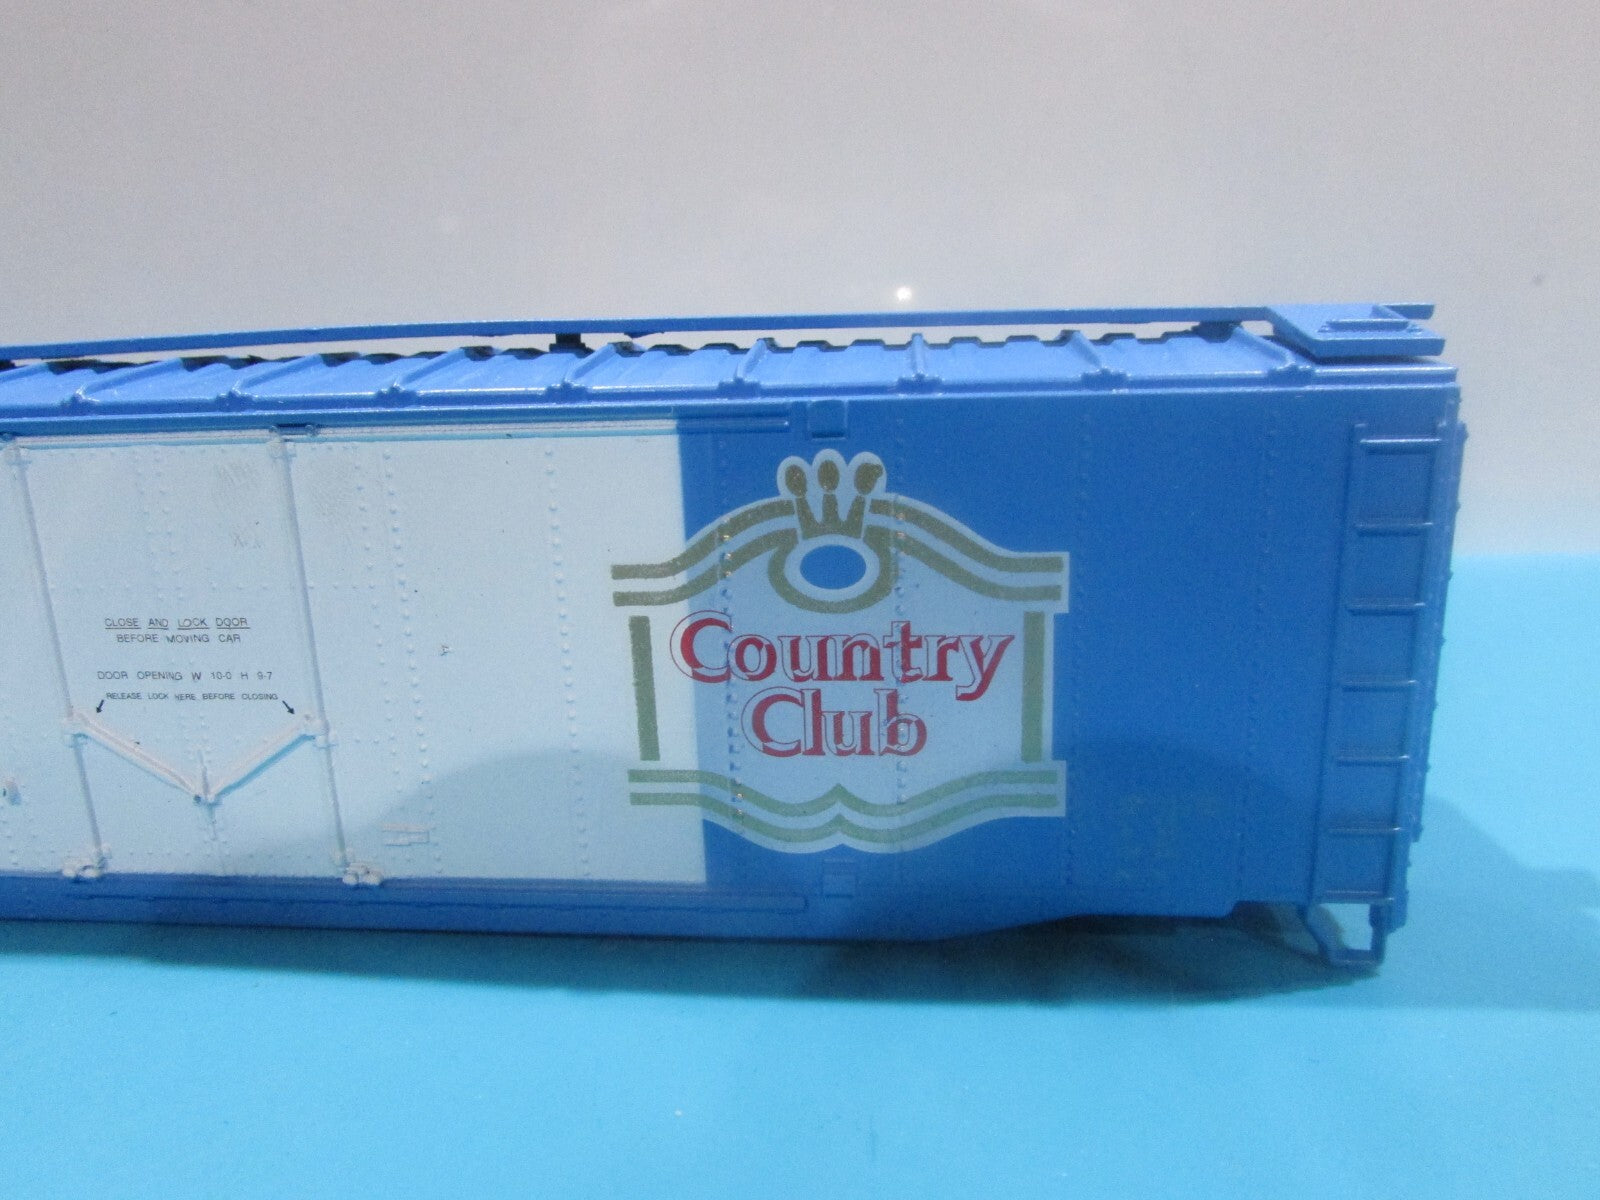 CLOSE AND LOCK DOOR
BEFORE MOVING CAR
DOOR OPENING W 10-0 H 9-7
RELEASE LOCK HERE BEFORE CLOSING
Country
Club